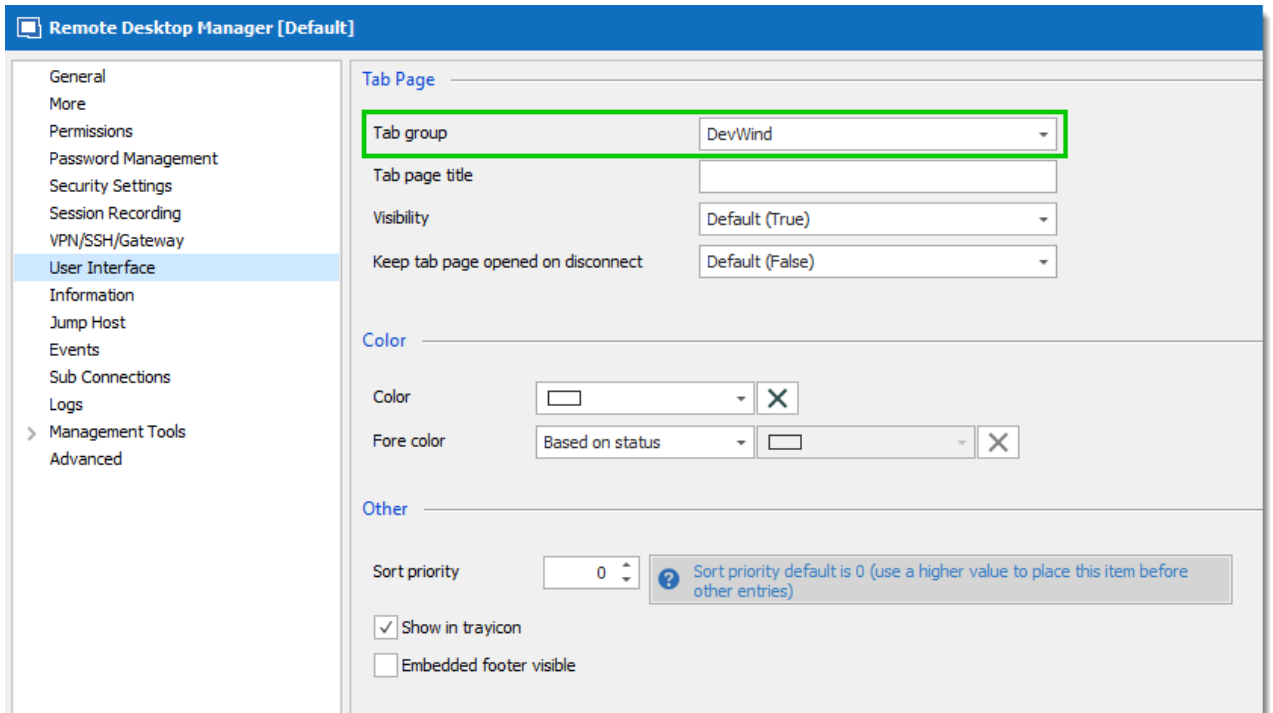 Remote Desktop Manager [Default]
General
More
Permissions
Password Management
Security Settings
Session Recording
VPN/SSH/Gateway
User Interface
Information
Jump Host
Events
Sub Connections
Logs
Management Tools
Advanced
Tab Page
Tab group DevWind
Tab page title
Visibility Default (True)
Keep tab page opened on disconnect Default (False)
Color
Color
Fore color Based on status
Other
Sort priority 0
Sort priority default is 0 (use a higher value to place this item before
other entries)
Show in trayicon
Embedded footer visible